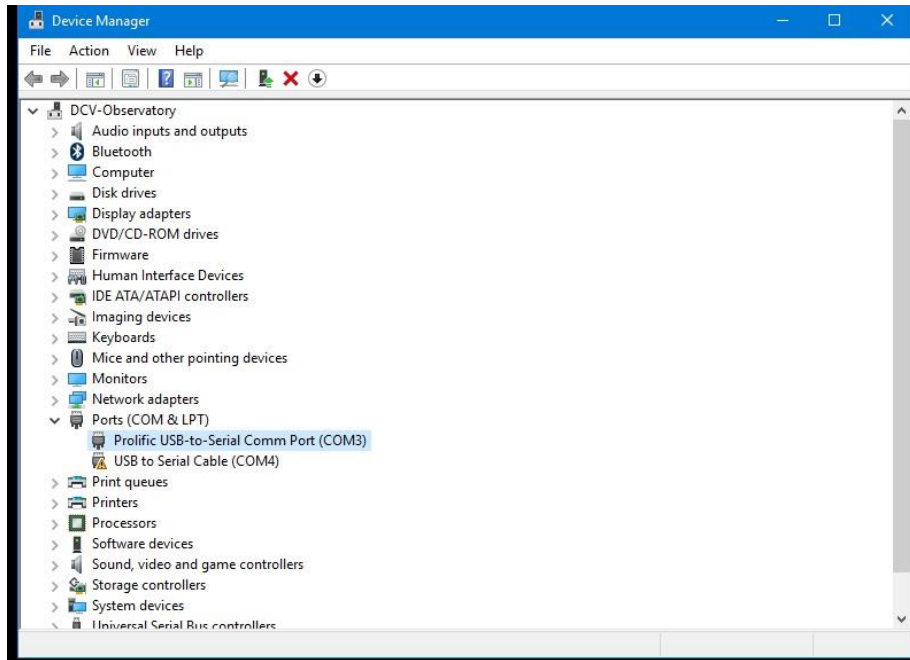 Device Manager
File Action View Help
DCV-Observatory
Audio inputs and outputs
Bluetooth
Computer
Disk drives
Display adapters
DVD/CD-ROM drives
Firmware
Human Interface Devices
IDE ATA/ATAPI controllers
Imaging devices
Keyboards
Mice and other pointing devices
Monitors
Network adapters
Ports (COM & LPT)
Prolific USB-to-Serial Comm Port (COM3)
USB to Serial Cable (COM4)
Print queues
Printers
Processors
Software devices
Sound, video and game controllers
Storage controllers
System devices
Universal Serial Bus controllers